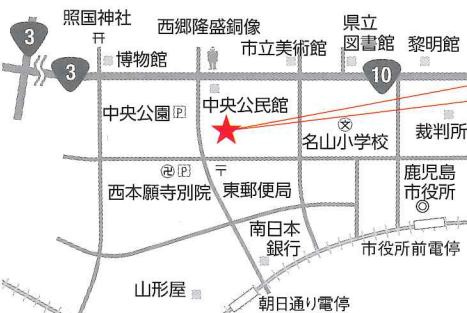 照国神社
西郷隆盛銅像
県立
図書館
黎明館
3
3
博物館
市立美術館
10
中央公園 P
中央公民館
文
名山小学校
裁判所
卍 P
〒
西本願寺別院
東郵便局
鹿児島
市役所
南日本
銀行
市役所前電停
山形屋
朝日通り電停